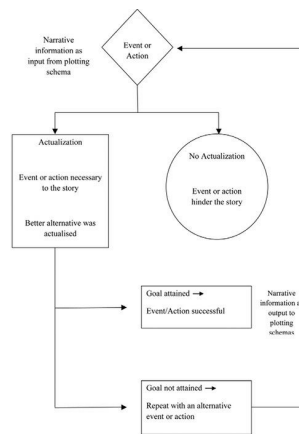 Narrative
information as
input from plotting
schema
Event or
Action
Actualization
Event or action necessary
to the story
Better alternative was
actualised
No Actualization
Event or action
hinder the story
Goal attained →
Event/Action successful
Narrative
information a
output to
plotting
schemas
Goal not attained →
Repeat with an alternative
event or action